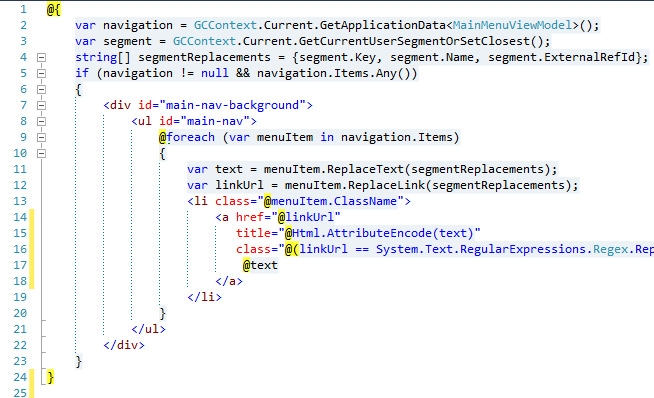 1 @{
2 var navigation = GCContext.Current.GetApplicationData<MainMenuViewModel>();
3 var segment = GCContext.Current.GetCurrentUserSegmentOrSetClosest();
4 string[] segmentReplacements = {segment.Key, segment.Name, segment.ExternalRefId};
5 if (navigation != null && navigation.Items.Any())
6 {
7 <div id="main-nav-background">
8 <ul id="main-nav">
9 @foreach (var menuItem in navigation.Items)
10 {
11 var text = menuItem.ReplaceText(segmentReplacements);
12 var linkUrl = menuItem.ReplaceLink(segmentReplacements);
13 <li class="@menuItem.ClassName">
14 <a href="@linkUrl"
15 title="@Html.AttributeEncode(text)"
16 class="@(linkUrl == System.Text.RegularExpressions.Regex.Rep
17 @text
18 </a>
19 </li>
20 }
21 </ul>
22 </div>
23 }
24 }
25